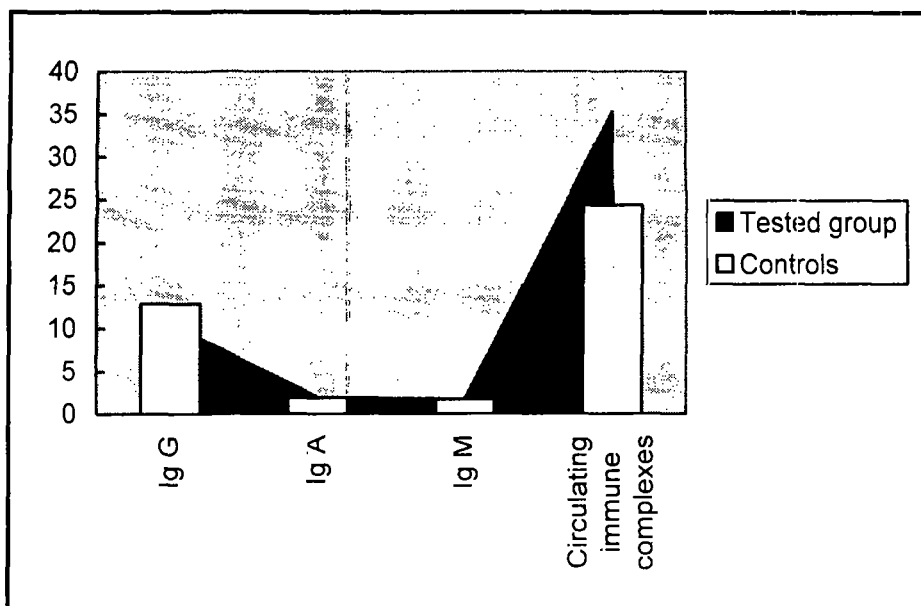 40
35
30
25
20
15
10
5
0
Ig G
Ig A
Ig M
Circulating
immune
complexes
Tested group
Controls